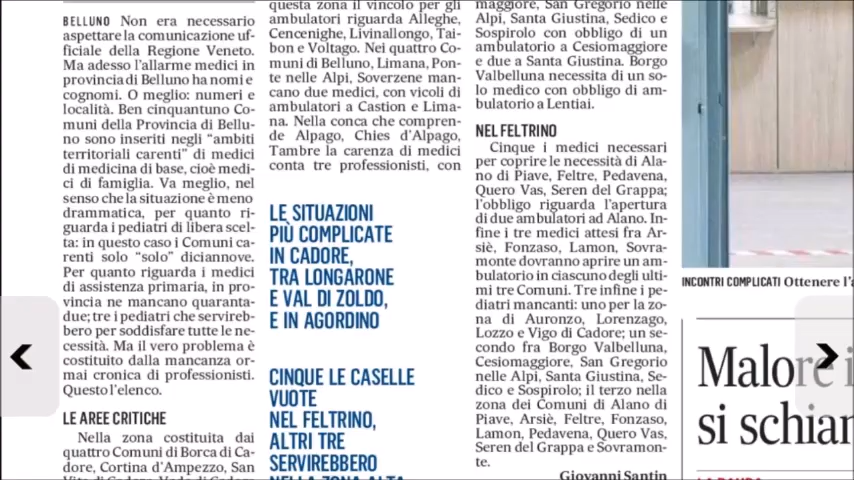 BELLUNO Non era necessario
aspettare la comunicazione uf-
ficiale della Regione Veneto.
Ma adesso l'allarme medici in
provincia di Belluno ha nomi e
cognomi. O meglio: numeri e
località. Ben cinquantuno Co-
muni della Provincia di Bellu-
no sono inseriti negli "ambiti
territoriali carenti" di medici
di medicina di base, cioè medi-
ci di famiglia. Va meglio, nel
senso che la situazione è meno
drammatica, per quanto ri-
guarda i pediatri di libera scel-
ta: in questo caso i Comuni ca-
renti solo "solo" diciannove.
Per quanto riguarda i medici
di assistenza primaria, in pro-
vincia ne mancano quaranta-
due; tre i pediatri che servireb-
bero per soddisfare tutte le ne-
cessità. Ma il vero problema è
costituito dalla mancanza or-
mai cronica di professionisti.
Questo l'elenco.
LE AREE CRITICHE
Nella zona costituita dai
quattro Comuni di Borca di Ca-
dore, Cortina d'Ampezzo, San
questa zona il vincolo per gli
ambulatori riguarda Alleghe,
Cencenighe, Livinallongo, Tai-
bon e Voltago. Nei quattro Co-
muni di Belluno, Limana, Pon-
te nelle Alpi, Soverzene man-
cano due medici, con vicoli di
ambulatori a Castion e Lima-
na. Nella conca che compren-
de Alpago, Chies d'Alpago,
Tambre la carenza di medici
conta tre professionisti, con
LE SITUAZIONI
PIÙ COMPLICATE
IN CADORE,
TRA LONGARONE
E VAL DI ZOLDO,
E IN AGORDINO
CINQUE LE CASELLE
VUOTE
NEL FELTRINO,
ALTRI TRE
SERVIREBBERO
NELLA ZONA ALTA
maggiore, San Gregorio nelle
Alpi, Santa Giustina, Sedico e
Sospirolo con obbligo di un
ambulatorio a Cesiomaggiore
e due a Santa Giustina. Borgo
Valbelluna necessita di un so-
lo medico con obbligo di am-
bulatorio a Lentiai.
NEL FELTRINO
Cinque i medici necessari
per coprire le necessità di Ala-
no di Piave, Feltre, Pedavena,
Quero Vas, Seren del Grappa;
l'obbligo riguarda l'apertura
di due ambulatori ad Alano. In-
fine i tre medici attesi fra Ar-
siè, Fonzaso, Lamon, Sovra-
monte dovranno aprire un am-
bulatorio in ciascuno degli ulti-
mi tre Comuni. Tre infine i pe-
diatri mancanti: uno per la zo-
na di Auronzo, Lorenzago,
Lozzo e Vigo di Cadore; un se-
condo fra Borgo Valbelluna,
Cesiomaggiore, San Gregorio
nelle Alpi, Santa Giustina, Se-
dico e Sospirolo; il terzo nella
zona dei Comuni di Alano di
Piave, Arsiè, Feltre, Fonzaso,
Lamon, Pedavena, Quero Vas,
Seren del Grappa e Sovramon-
te.
Giovanni Santin
INCONTRI COMPLICATI Ottenere l'a
Malore i
si schian